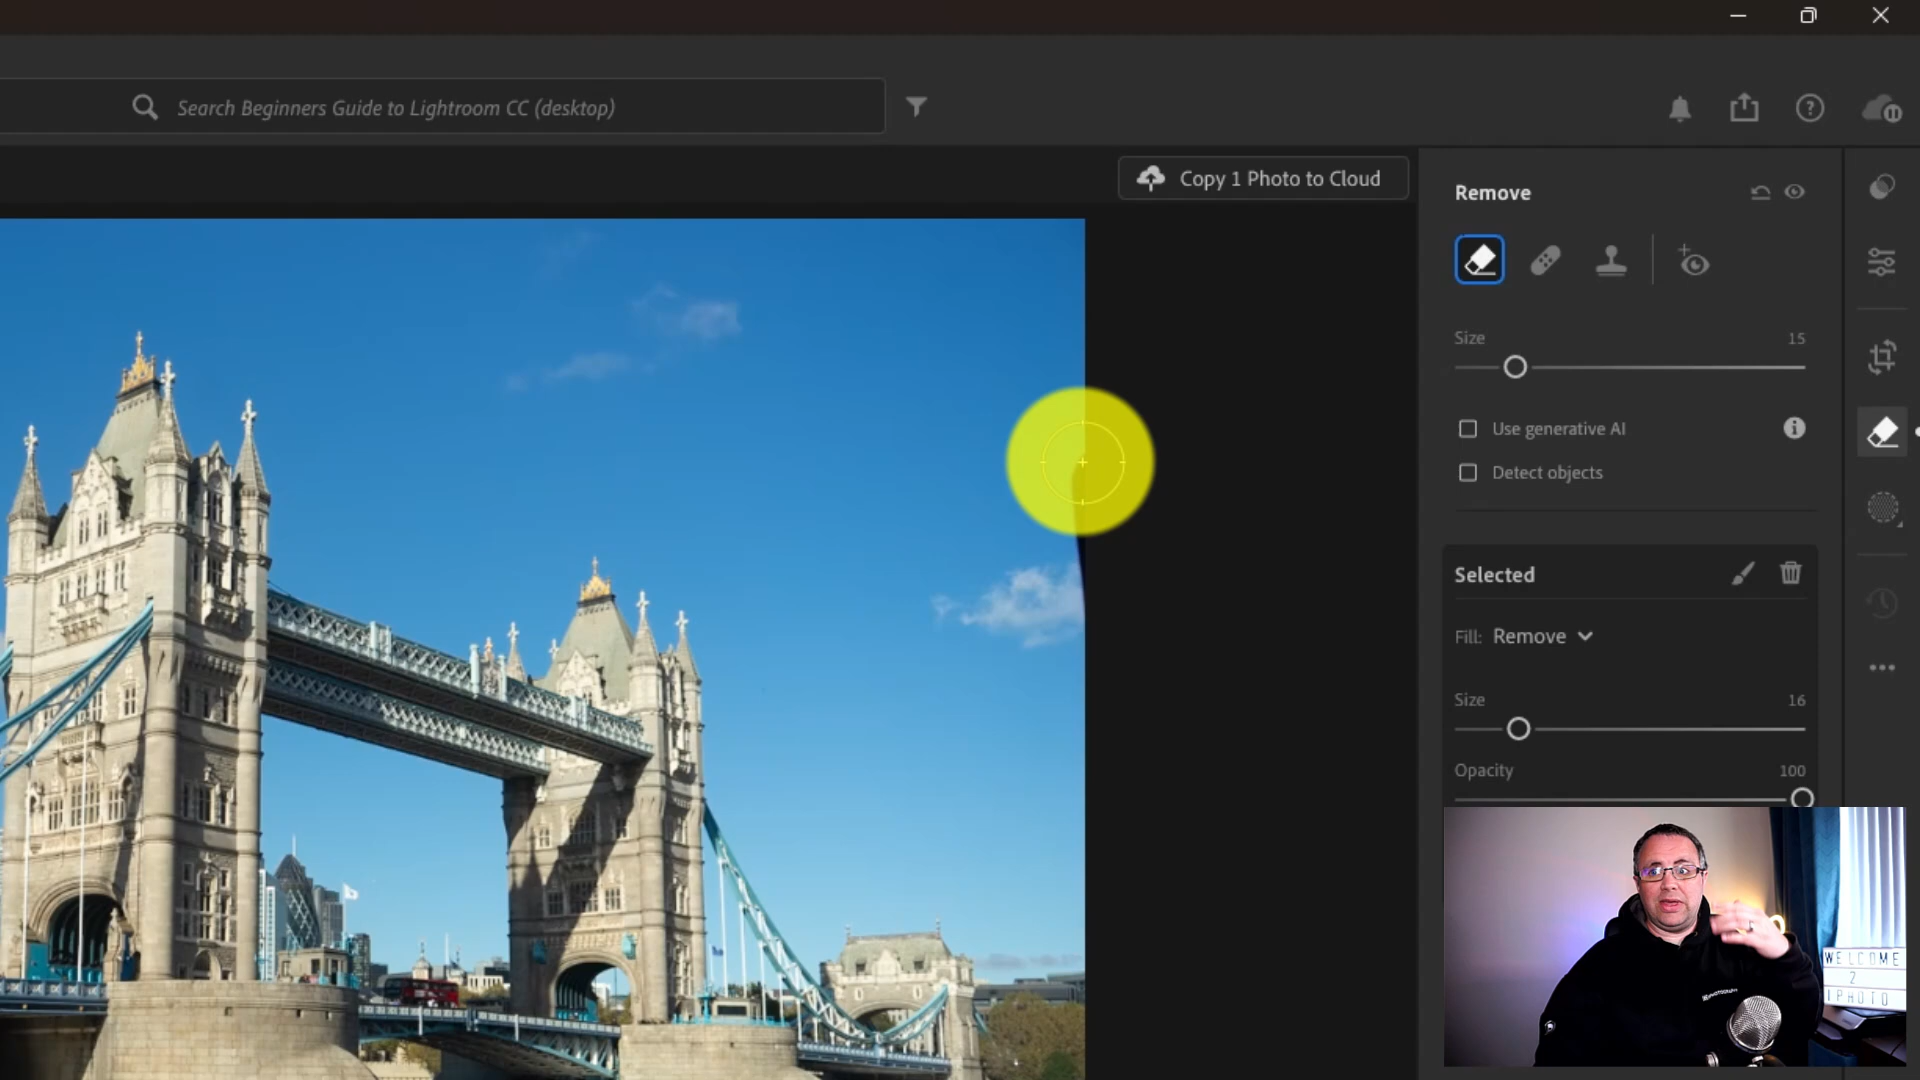 Search Beginners Guide to Lightroom CC (desktop)
Copy 1 Photo to Cloud
Remove
Size 15
Use generative AI
Detect objects
Selected
Fill: Remove
Size 16
Opacity 100
WELCOME
2
IPHOTO